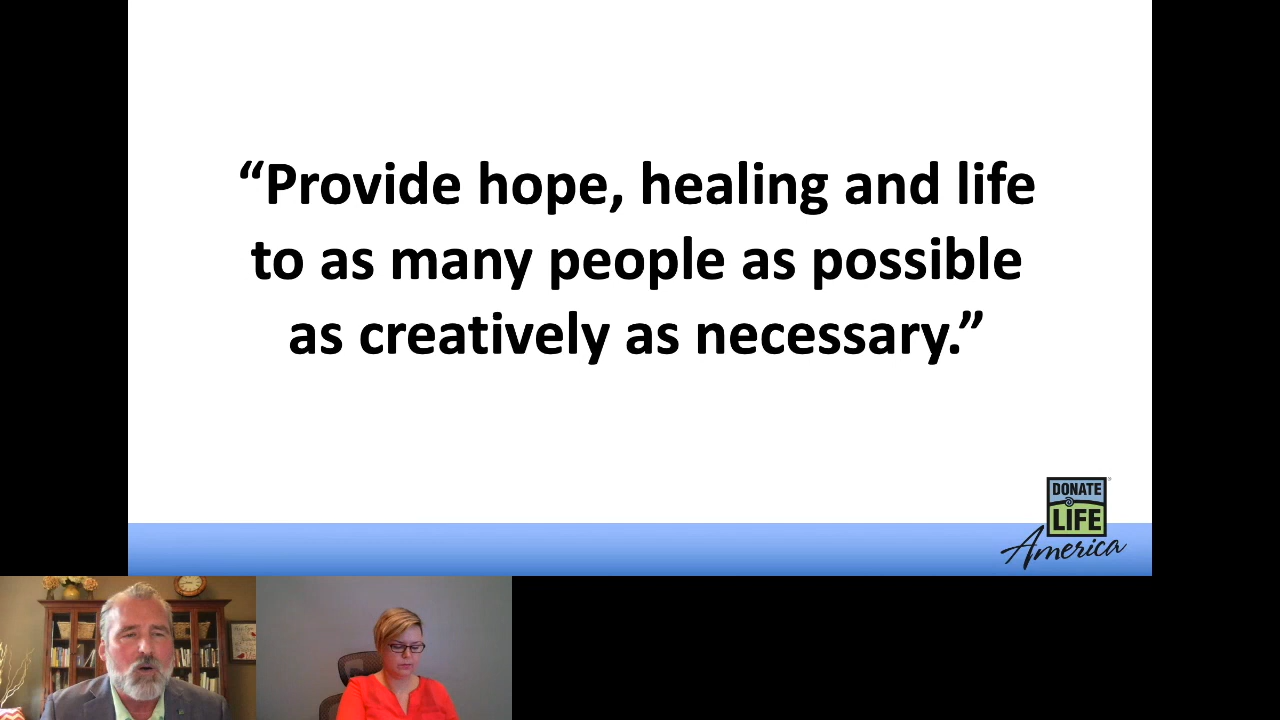 “Provide hope, healing and life
to as many people as possible
as creatively as necessary.”
DONATE
LIFE
America